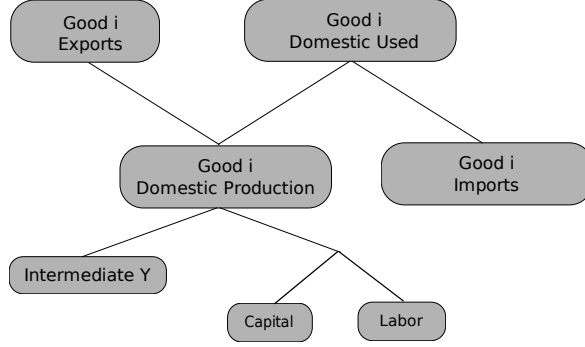 Good i
Exports
Good i
Domestic Used
Good i
Domestic Production
Good i
Imports
Intermediate Y
Capital
Labor